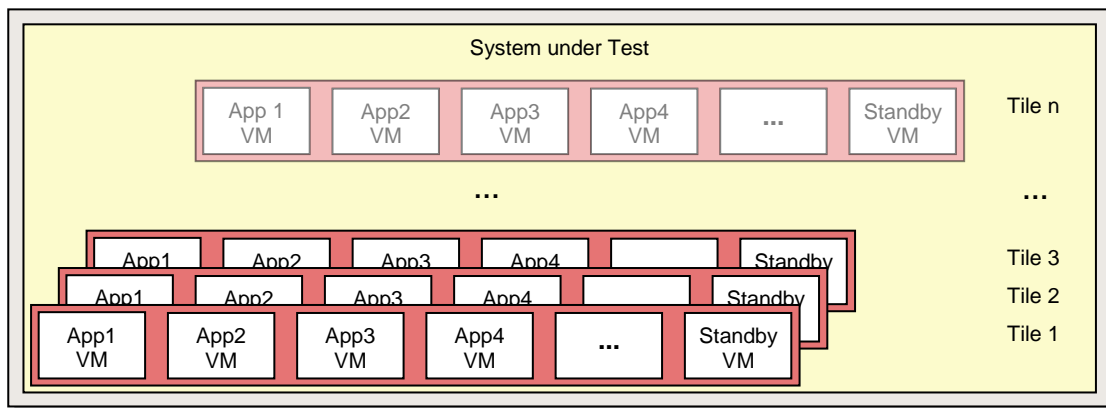 System under Test
App 1 VM
App2 VM
App3 VM
App4 VM
...
Standby VM
Tile n
...
...
App1
App2
App3
App4
Standby
Tile 3
App1
App2
App3
App4
Standby
Tile 2
App1 VM
App2 VM
App3 VM
App4 VM
...
Standby VM
Tile 1